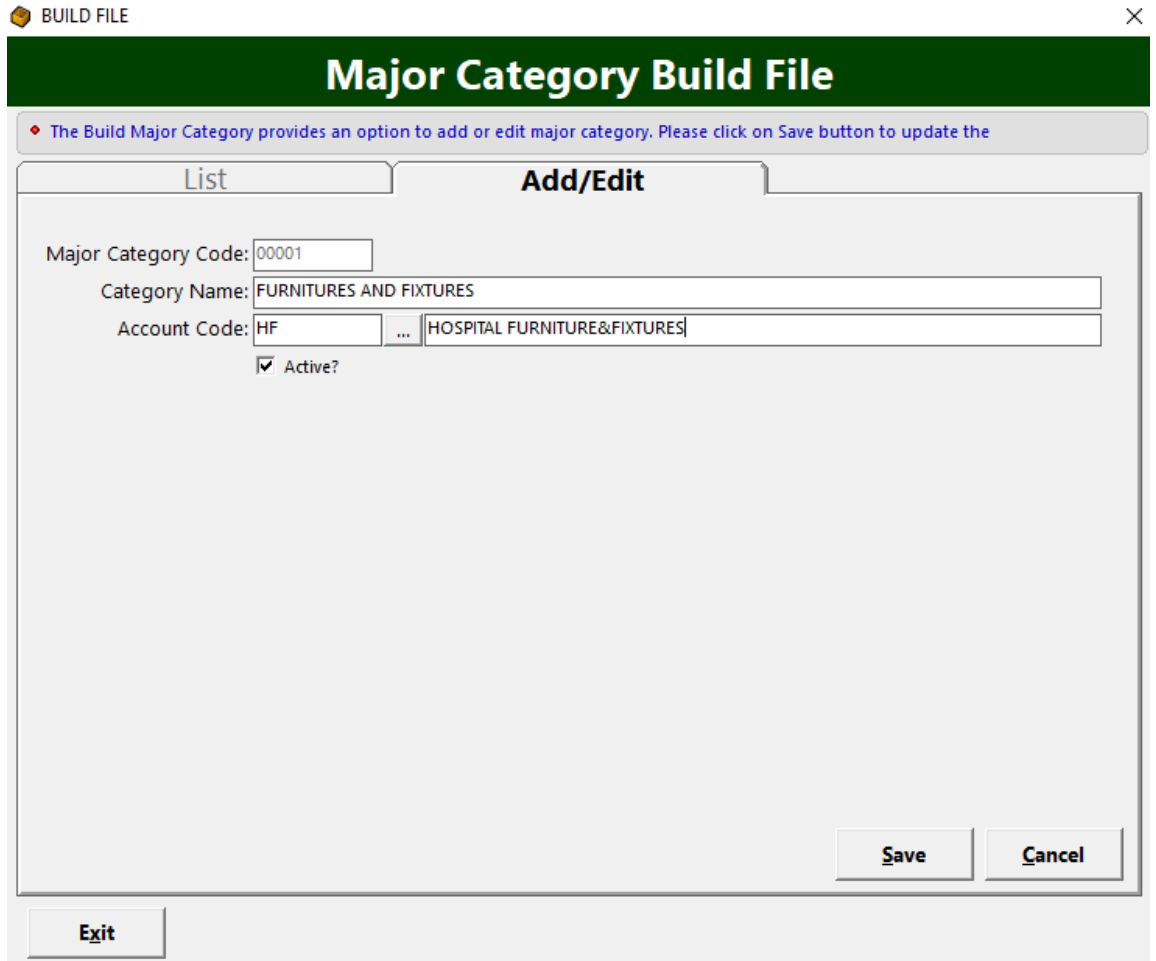 BUILD FILE
Major Category Build File
The Build Major Category provides an option to add or edit major category. Please click on Save button to update the
List Add/Edit
Major Category Code: 00001
Category Name: FURNITURES AND FIXTURES
Account Code: HF ... HOSPITAL FURNITURE&FIXTURES
Active?
Save Cancel
Exit